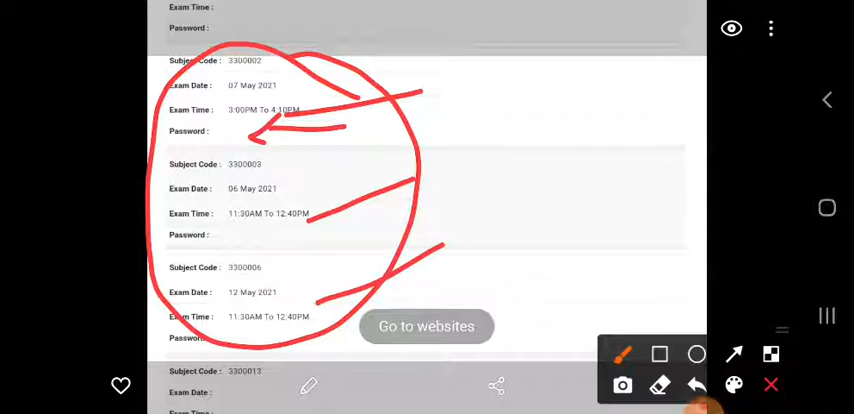 Exam Time :
Password :
Subject Code : 3300002
Exam Date : 07 May 2021
Exam Time : 3:00PM To 4:10PM
Password :
Subject Code : 3300003
Exam Date : 06 May 2021
Exam Time : 11:30AM To 12:40PM
Password :
Subject Code : 3300006
Exam Date : 12 May 2021
Exam Time : 11:30AM To 12:40PM
Go to websites
Password
Subject Code : 3300013
Exam Date :
Exam Time :